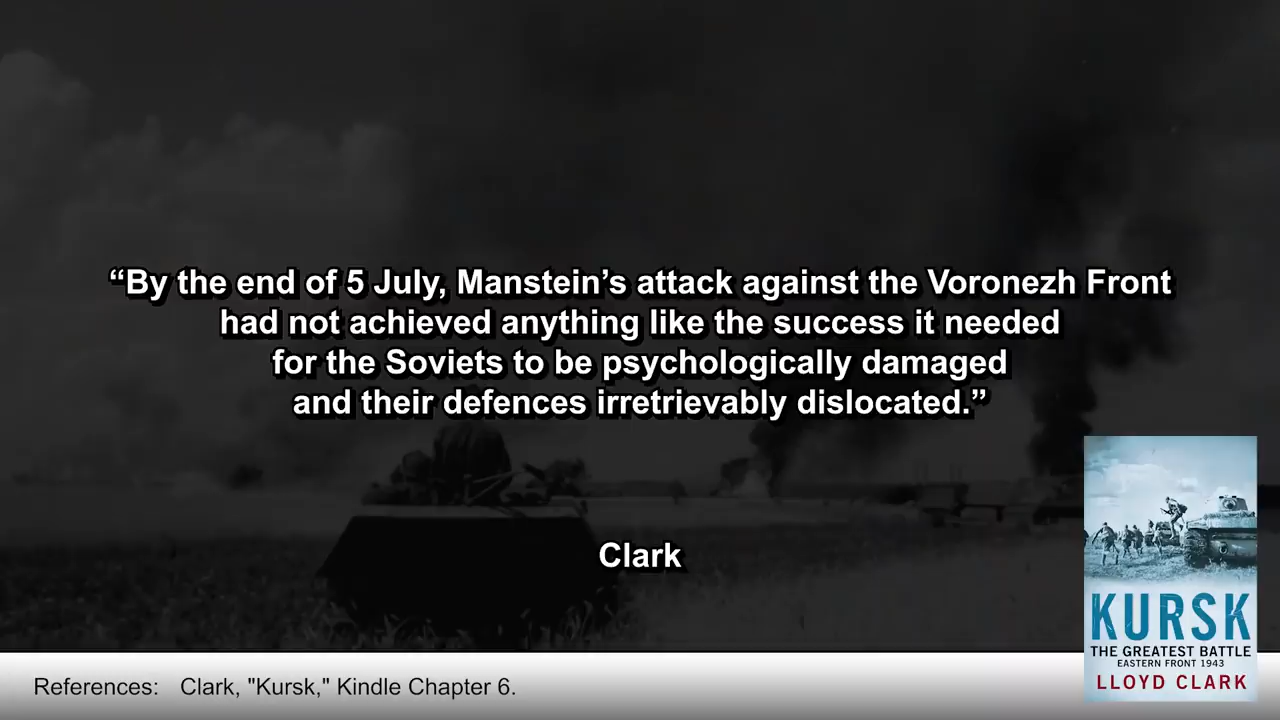 “By the end of 5 July, Manstein’s attack against the Voronezh Front
had not achieved anything like the success it needed
for the Soviets to be psychologically damaged
and their defences irretrievably dislocated.”
Clark
KURSK
THE GREATEST BATTLE
EASTERN FRONT 1943
LLOYD CLARK
References: Clark, "Kursk," Kindle Chapter 6.